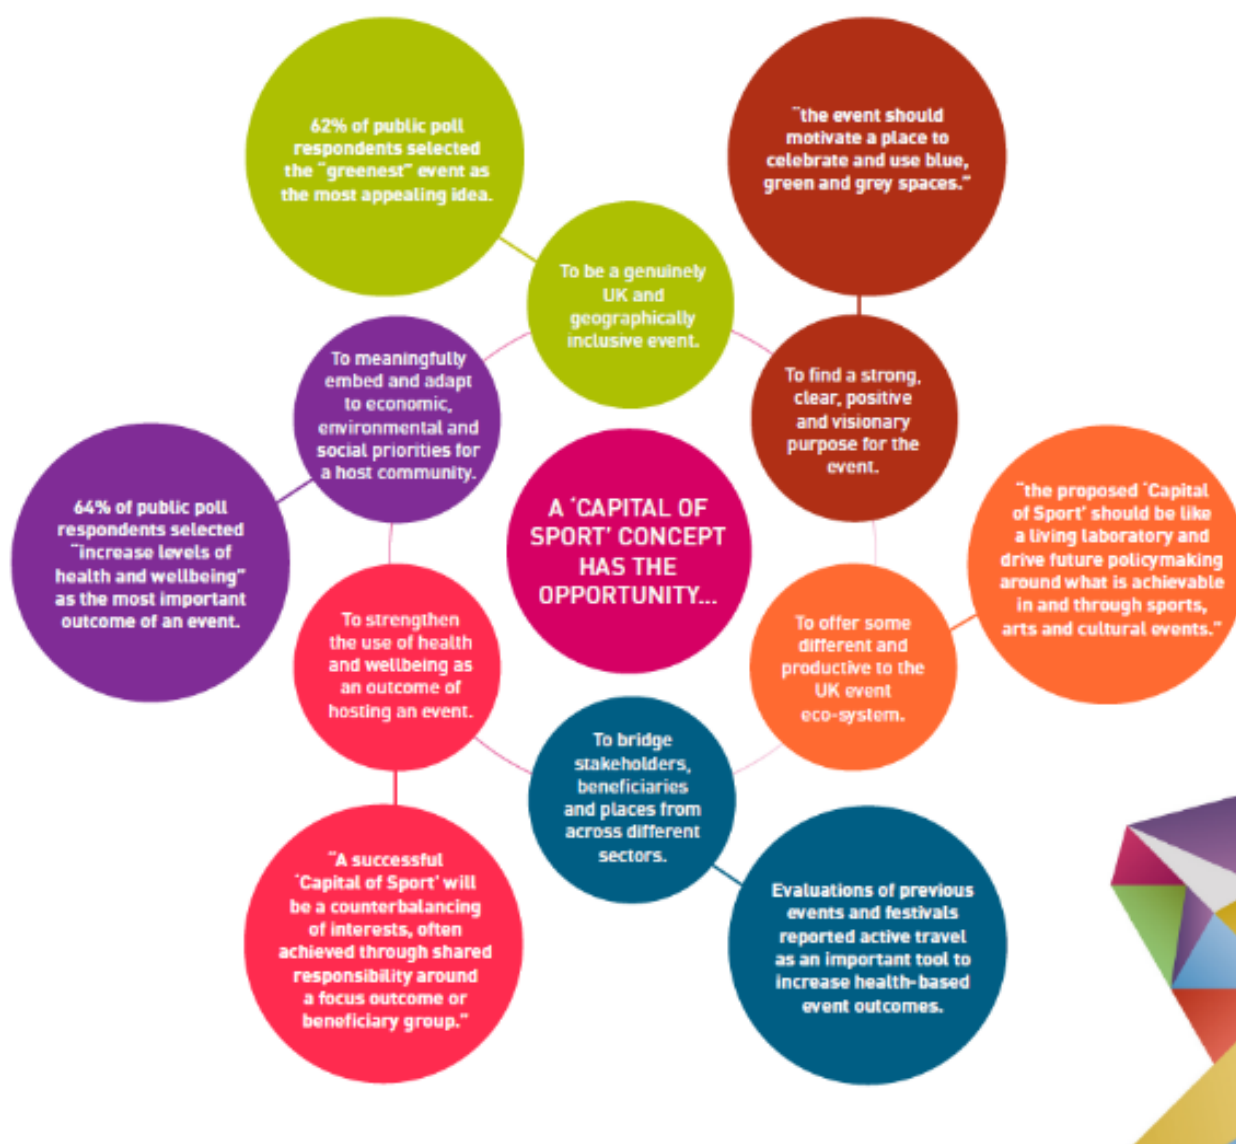 62% of public poll
respondents selected
the “greenest” event as
the most appealing idea.
“the event should
motivate a place to
celebrate and use blue,
green and grey spaces.”
To be a genuinely
UK and
geographically
inclusive event.
To meaningfully
embed and adapt
to economic,
environmental and
social priorities for
a host community.
To find a strong,
clear, positive
and visionary
purpose for the
event.
64% of public poll
respondents selected
“increase levels of
health and wellbeing”
as the most important
outcome of an event.
A ‘CAPITAL OF
SPORT’ CONCEPT
HAS THE
OPPORTUNITY...
“the proposed ‘Capital
of Sport’ should be like
a living laboratory and
drive future policymaking
around what is achievable
in and through sports,
arts and cultural events.”
To strengthen
the use of health
and wellbeing as
an outcome of
hosting an event.
To offer some
different and
productive to the
UK event
eco-system.
To bridge
stakeholders,
beneficiaries
and places from
across different
sectors.
“A successful
‘Capital of Sport’ will
be a counterbalancing
of interests, often
achieved through shared
responsibility around
a focus outcome or
beneficiary group.”
Evaluations of previous
events and festivals
reported active travel
as an important tool to
increase health-based
event outcomes.